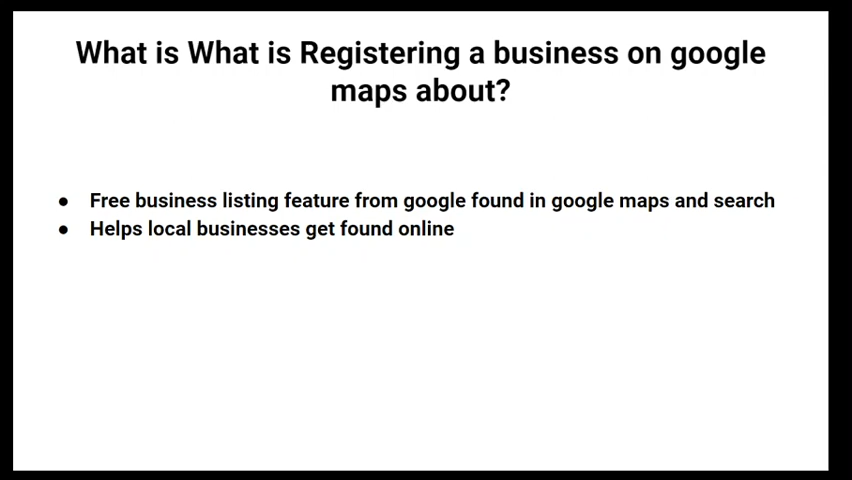 What is What is Registering a business on google
maps about?
● Free business listing feature from google found in google maps and search
● Helps local businesses get found online